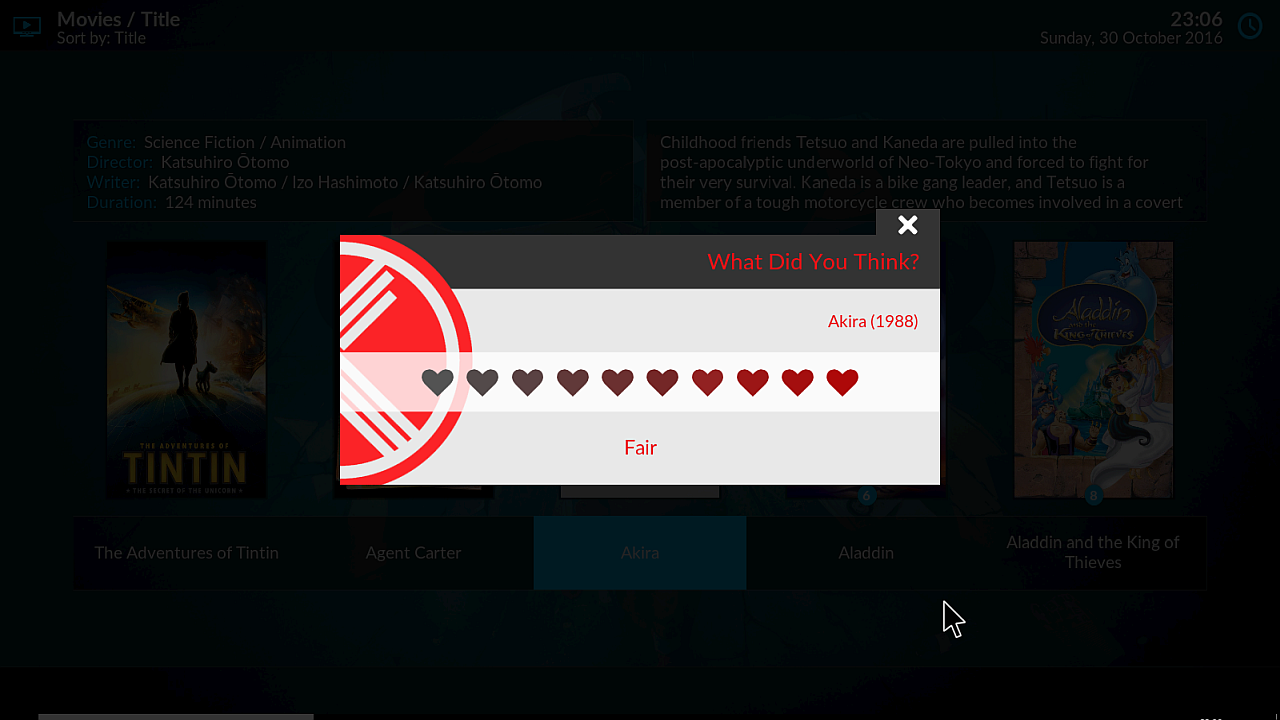 Movies / Title
Sort by: Title
23:06
Sunday, 30 October 2016
Genre: Science Fiction / Animation
Director: Katsuhiro Ōtomo
Writer: Katsuhiro Ōtomo / Izo Hashimoto / Katsuhiro Ōtomo
Duration: 124 minutes
Childhood friends Tetsuo and Kaneda are pulled into the
post-apocalyptic underworld of Neo-Tokyo and forced to fight for
their very survival. Kaneda is a bike gang leader, and Tetsuo is a
member of a tough motorcycle crew who becomes involved in a covert
What Did You Think?
Akira (1988)
Fair
THE ADVENTURES OF
TINTIN
THE SECRET OF THE UNICORN
Aladdin
and the
KING OF THIEVES
6
8
The Adventures of Tintin
Agent Carter
Akira
Aladdin
Aladdin and the King of
Thieves